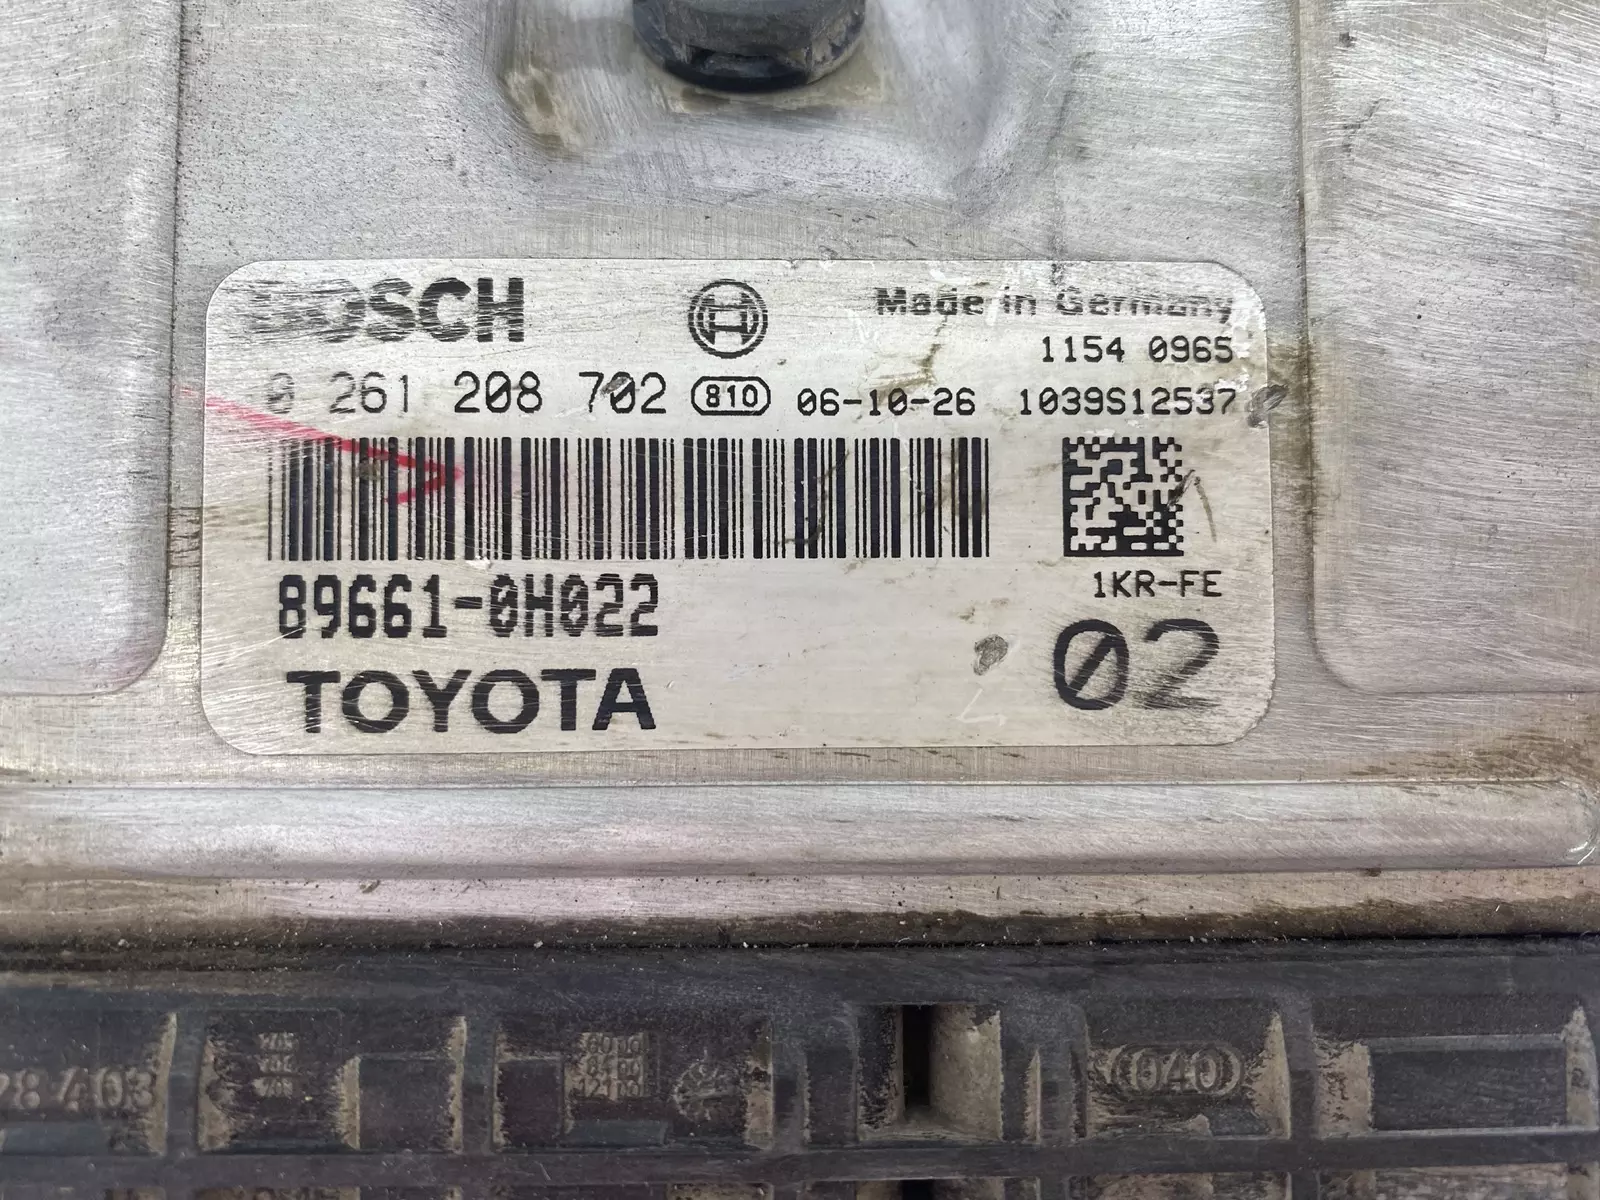 BOSCH
Made in Germany
1154 0965
0 261 208 702 810 06-10-26 1039S12537
89661-0H022
1KR-FE
TOYOTA
02
28403
040